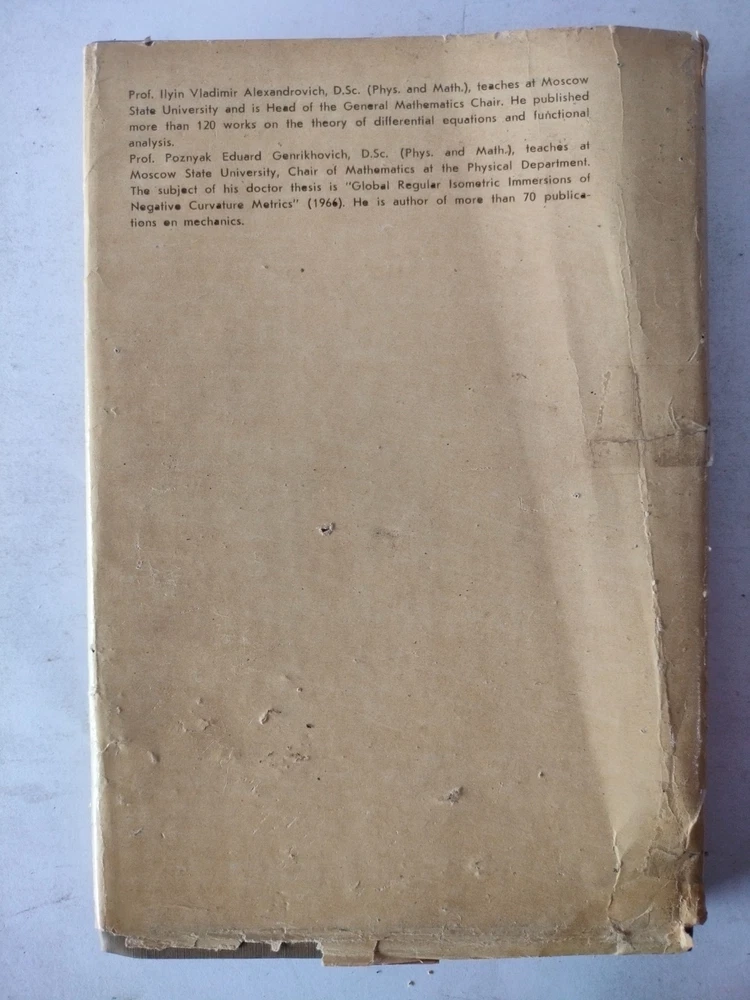 Prof. Ilyin Vladimir Alexandrovich, D.Sc. (Phys. and Math.), teaches at Moscow
State University and is Head of the General Mathematics Chair. He published
more than 120 works on the theory of differential equations and functional
analysis.
Prof. Poznyak Eduard Genrikhovich, D.Sc. (Phys. and Math.), teaches at
Moscow State University, Chair of Mathematics at the Physical Department.
The subject of his doctor thesis is "Global Regular Isometric Immersions of
Negative Curvature Metrics" (1966). He is author of more than 70 publica-
tions on mechanics.